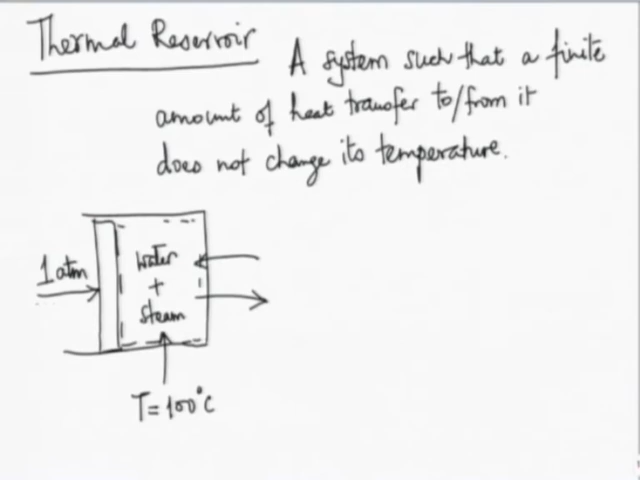 Thermal Reservoir A system such that a finite
amount of heat transfer to/from it
does not change its temperature.
1 atm
water
+
steam
T = 100°C